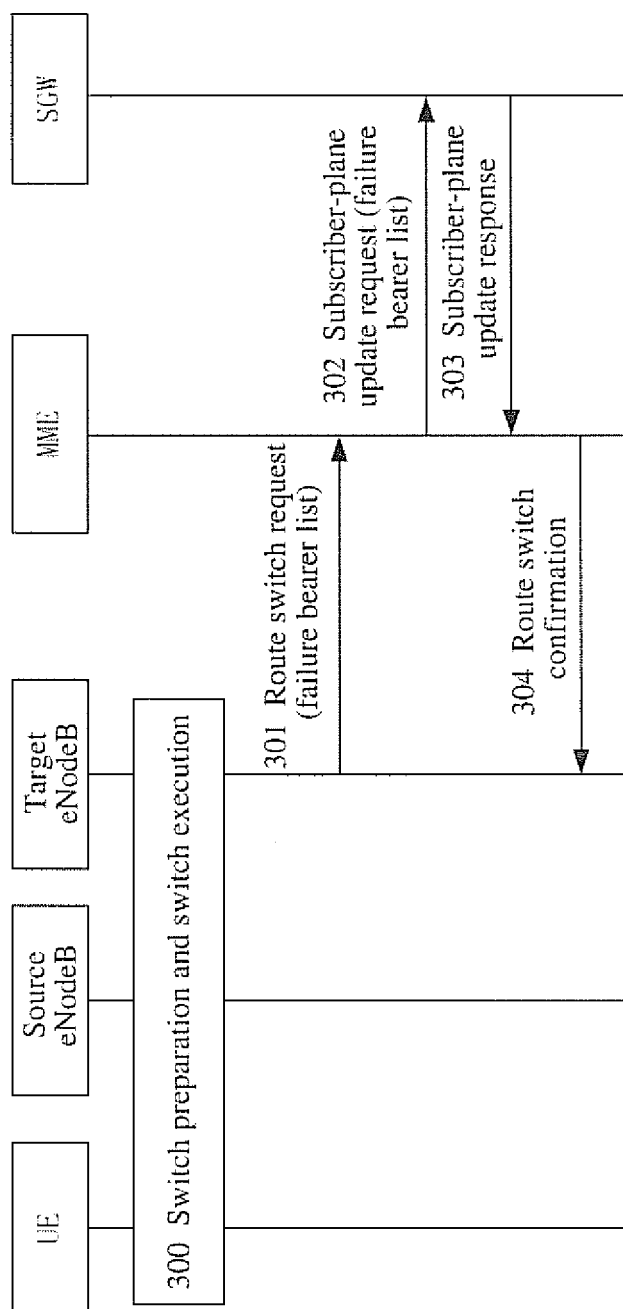 UE
Source
eNodeB
Target
eNodeB
MME
SGW
300 Switch preparation and switch execution
301 Route switch request
(failure bearer list)
302 Subscriber-plane
update request (failure
bearer list)
303 Subscriber-plane
update response
304 Route switch
confirmation